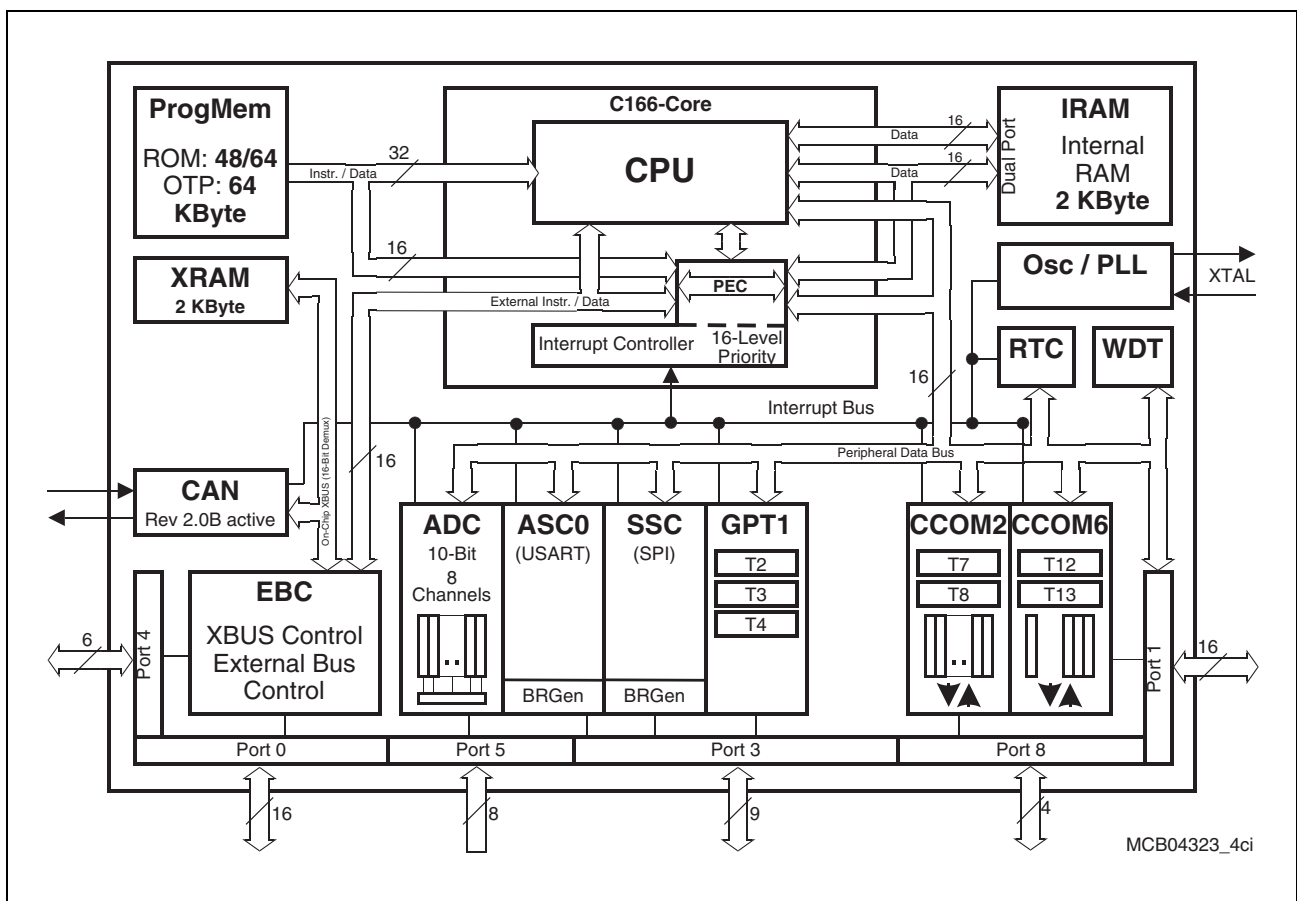 ProgMem
ROM: 48/64
OTP: 64
KByte
C166-Core
CPU
IRAM
Internal
RAM
2 KByte
Dual Port
16
Data
16
Data
32
Instr. / Data
16
XRAM
2 KByte
External Instr. / Data
PEC
Interrupt Controller
16-Level
Priority
Osc / PLL
XTAL
RTC
WDT
16
Interrupt Bus
Peripheral Data Bus
On-Chip XBUS (16-Bit Demux)
16
CAN
Rev 2.0B active
EBC
XBUS Control
External Bus
Control
ADC
10-Bit
8
Channels
ASC0
(USART)
BRGen
SSC
(SPI)
BRGen
GPT1
T2
T3
T4
CCOM2
T7
T8
CCOM6
T12
T13
6
Port 4
Port 1
16
Port 0
Port 5
Port 3
Port 8
16
8
9
4
MCB04323_4ci